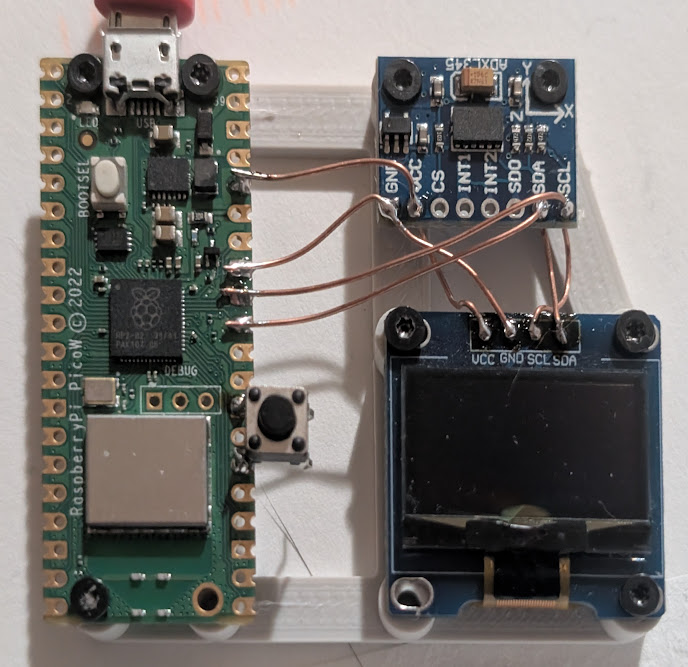 USB
LED
BOOTSEL
RaspberryPi PicoW © 2022
DEBUG
ADXL345
Y
X
Z
GND
VCC
CS
INT1
INT2
SDO
SDA
SCL
VCC GND SCL SDA